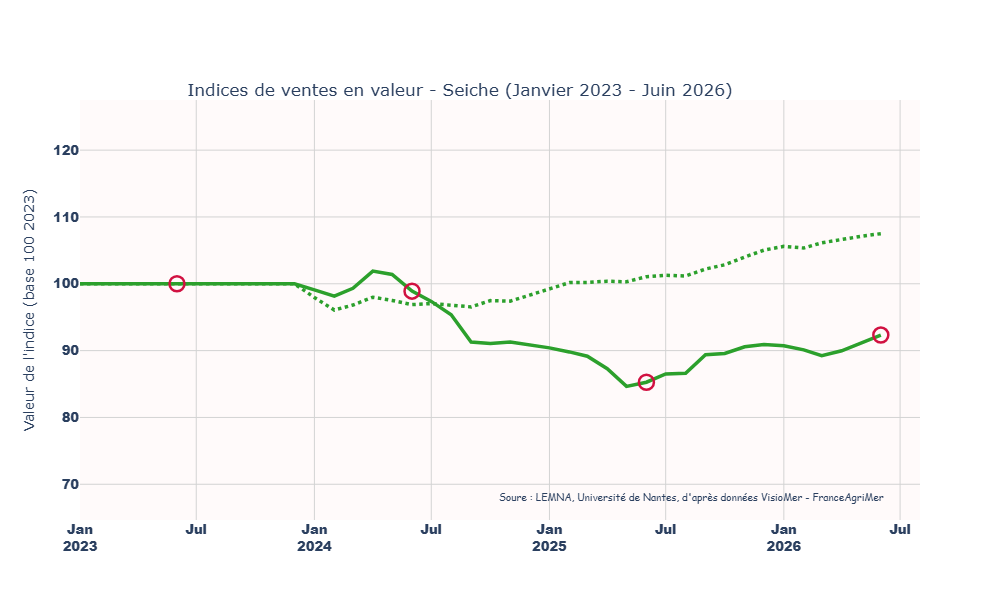 Indices de ventes en valeur - Seiche (Janvier 2023 - Juin 2026)
Valeur de l'indice (base 100 2023)
120
110
100
90
80
70
Soure : LEMNA, Université de Nantes, d'après données VisioMer - FranceAgriMer
Jan Jul Jan Jul Jan Jul Jan Jul
2023 2024 2025 2026